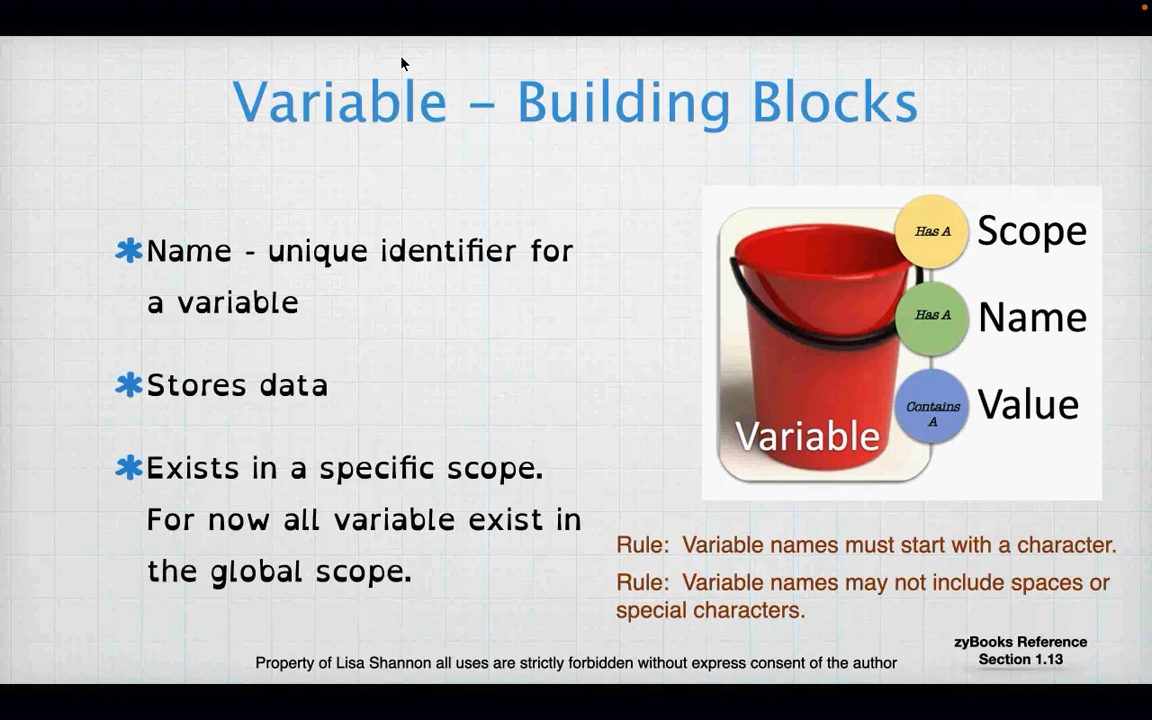 Variable – Building Blocks
Name - unique identifier for
a variable
Stores data
Exists in a specific scope.
For now all variable exist in
the global scope.
Has A Scope
Has A Name
Contains
A
Value
Variable
Rule: Variable names must start with a character.
Rule: Variable names may not include spaces or
special characters.
zyBooks Reference
Section 1.13
Property of Lisa Shannon all uses are strictly forbidden without express consent of the author